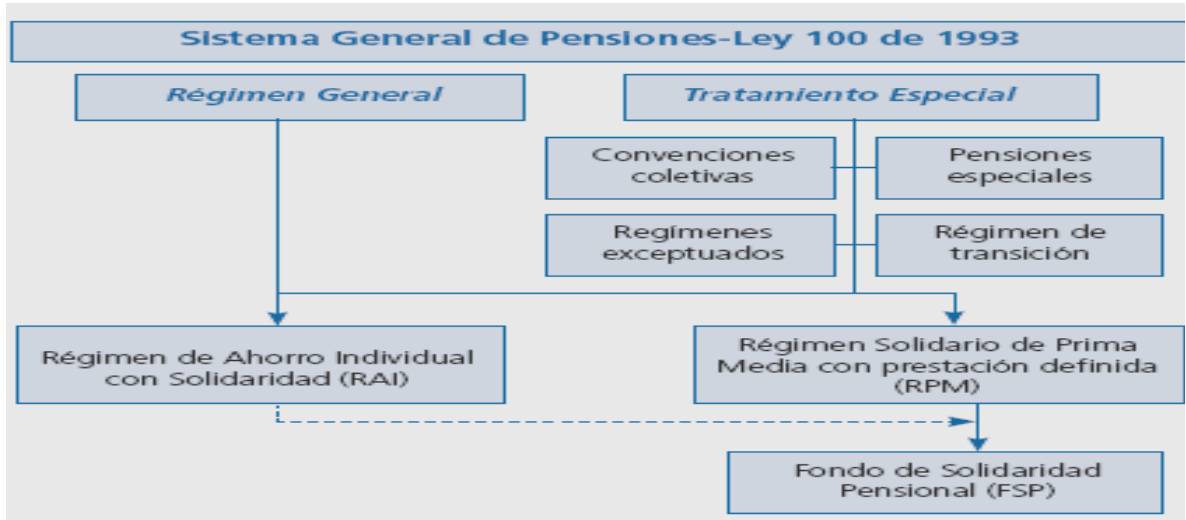 Sistema General de Pensiones-Ley 100 de 1993
Régimen General
Tratamiento Especial
Convenciones
coletivas
Pensiones
especiales
Regímenes
exceptuados
Régimen de
transición
Régimen de Ahorro Individual
con Solidaridad (RAI)
Régimen Solidario de Prima
Media con prestación definida
(RPM)
Fondo de Solidaridad
Pensional (FSP)